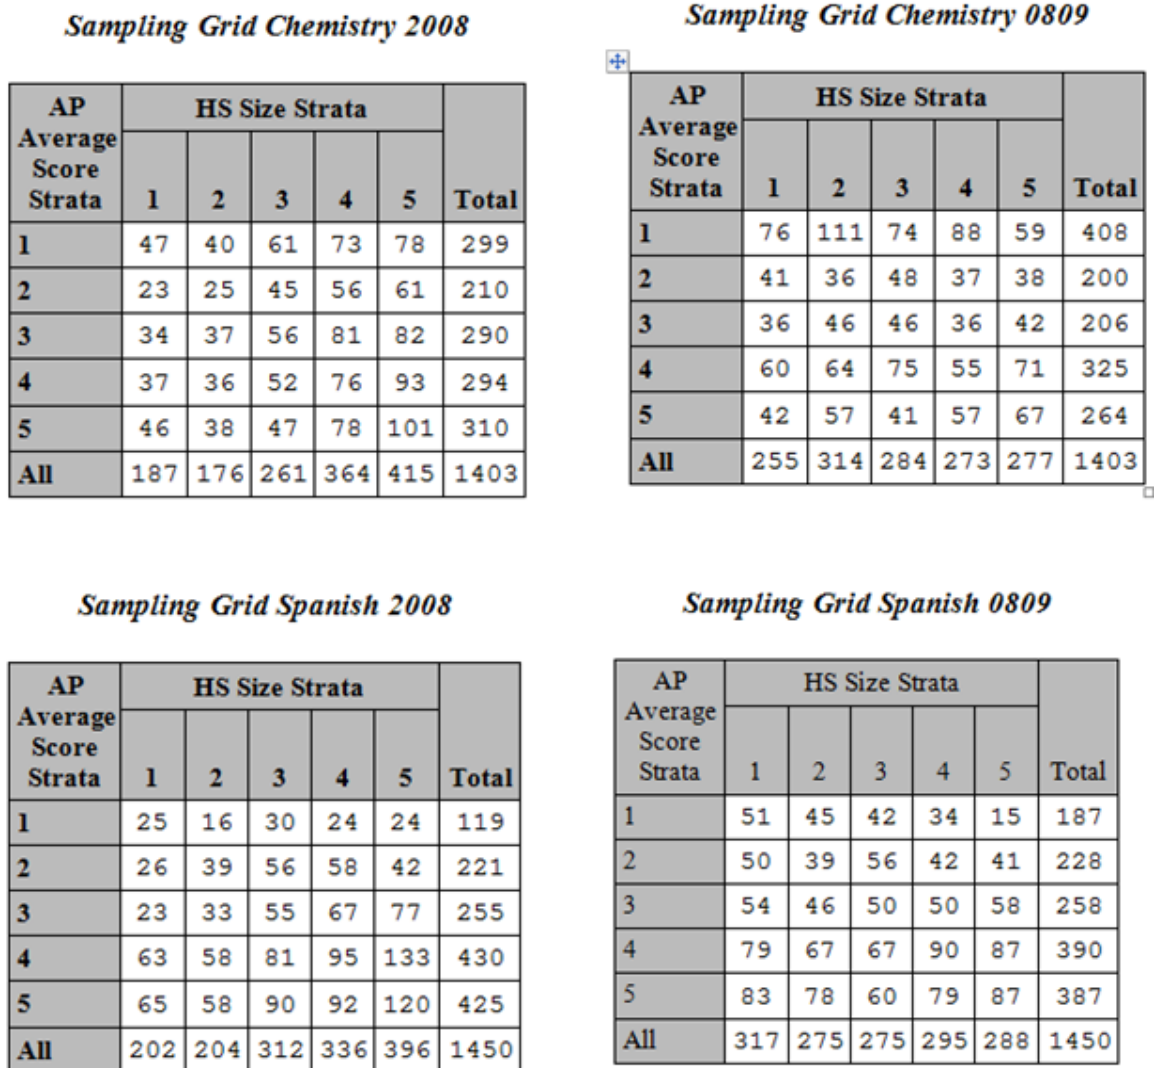 Sampling Grid Chemistry 2008
AP Average Score Strata HS Size Strata Total
1 2 3 4 5
1 47 40 61 73 78 299
2 23 25 45 56 61 210
3 34 37 56 81 82 290
4 37 36 52 76 93 294
5 46 38 47 78 101 310
All 187 176 261 364 415 1403
Sampling Grid Chemistry 0809
AP Average Score Strata HS Size Strata Total
1 2 3 4 5
1 76 111 74 88 59 408
2 41 36 48 37 38 200
3 36 46 46 36 42 206
4 60 64 75 55 71 325
5 42 57 41 57 67 264
All 255 314 284 273 277 1403
Sampling Grid Spanish 2008
AP Average Score Strata HS Size Strata Total
1 2 3 4 5
1 25 16 30 24 24 119
2 26 39 56 58 42 221
3 23 33 55 67 77 255
4 63 58 81 95 133 430
5 65 58 90 92 120 425
All 202 204 312 336 396 1450
Sampling Grid Spanish 0809
AP Average Score Strata HS Size Strata Total
1 2 3 4 5
1 51 45 42 34 15 187
2 50 39 56 42 41 228
3 54 46 50 50 58 258
4 79 67 67 90 87 390
5 83 78 60 79 87 387
All 317 275 275 295 288 1450